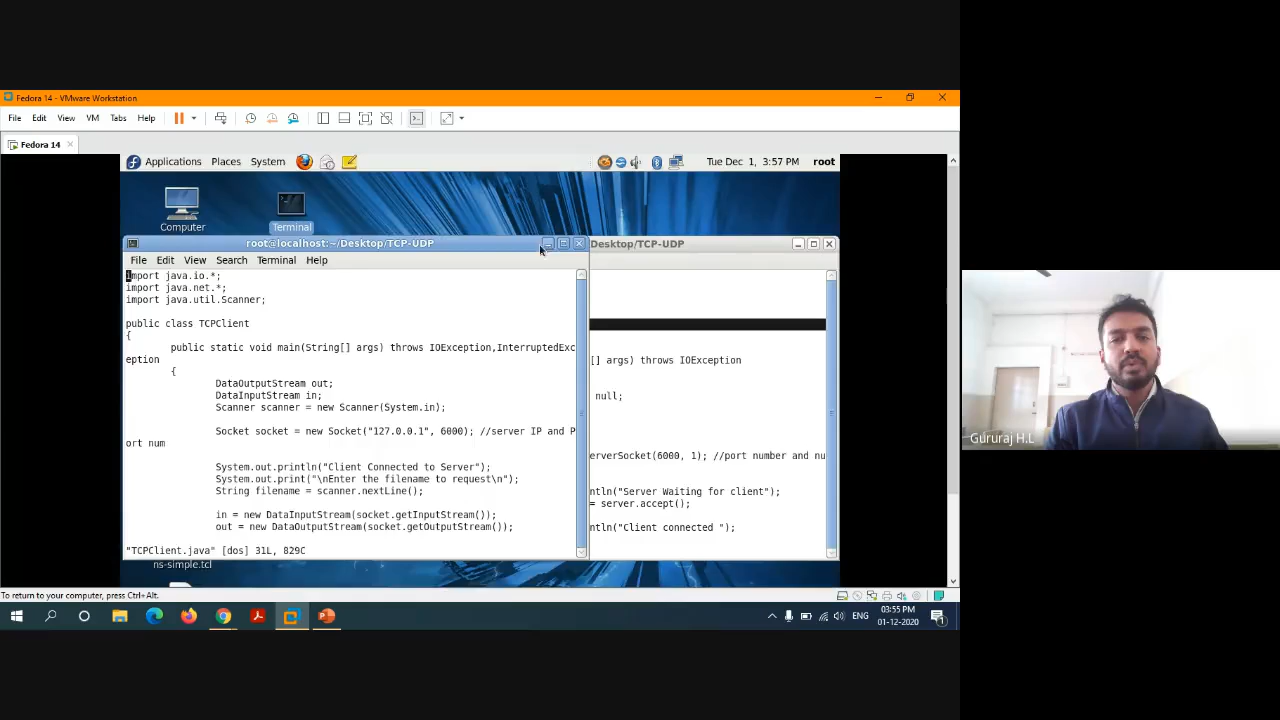 Fedora 14 - VMware Workstation
File Edit View VM Tabs Help
Fedora 14
Applications Places System
Tue Dec 1, 3:57 PM root
Computer
Terminal
root@localhost:~/Desktop/TCP-UDP
Desktop/TCP-UDP
File Edit View Search Terminal Help
import java.io.*;
import java.net.*;
import java.util.Scanner;
public class TCPClient
{
public static void main(String[] args) throws IOException,InterruptedExc
eption
{
DataOutputStream out;
DataInputStream in;
Scanner scanner = new Scanner(System.in);
Socket socket = new Socket("127.0.0.1", 6000); //server IP and P
ort num
System.out.println("Client Connected to Server");
System.out.print("\nEnter the filename to request\n");
String filename = scanner.nextLine();
in = new DataInputStream(socket.getInputStream());
out = new DataOutputStream(socket.getOutputStream());
"TCPClient.java" [dos] 31L, 829C
[] args) throws IOException
null;
erverSocket(6000, 1); //port number and nu
ntln("Server Waiting for client");
= server.accept();
ntln("Client connected ");
ns-simple.tcl
To return to your computer, press Ctrl+Alt.
ENG
03:55 PM
01-12-2020
1
Gururaj H.L